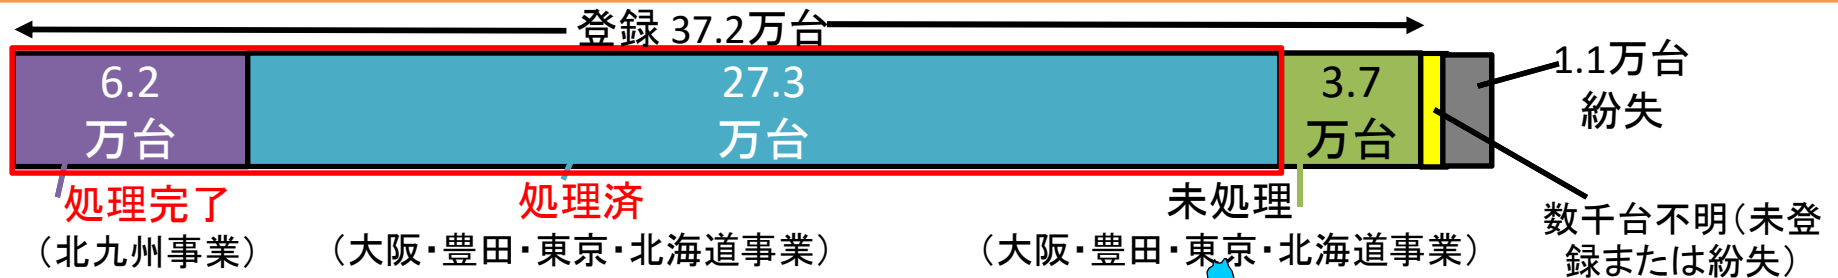 登録 37.2万台
6.2
万台
27.3
万台
3.7
万台
1.1万台
紛失
処理完了
（北九州事業）
処理済
（大阪・豊田・東京・北海道事業）
未処理
（大阪・豊田・東京・北海道事業）
数千台不明（未登
録または紛失）